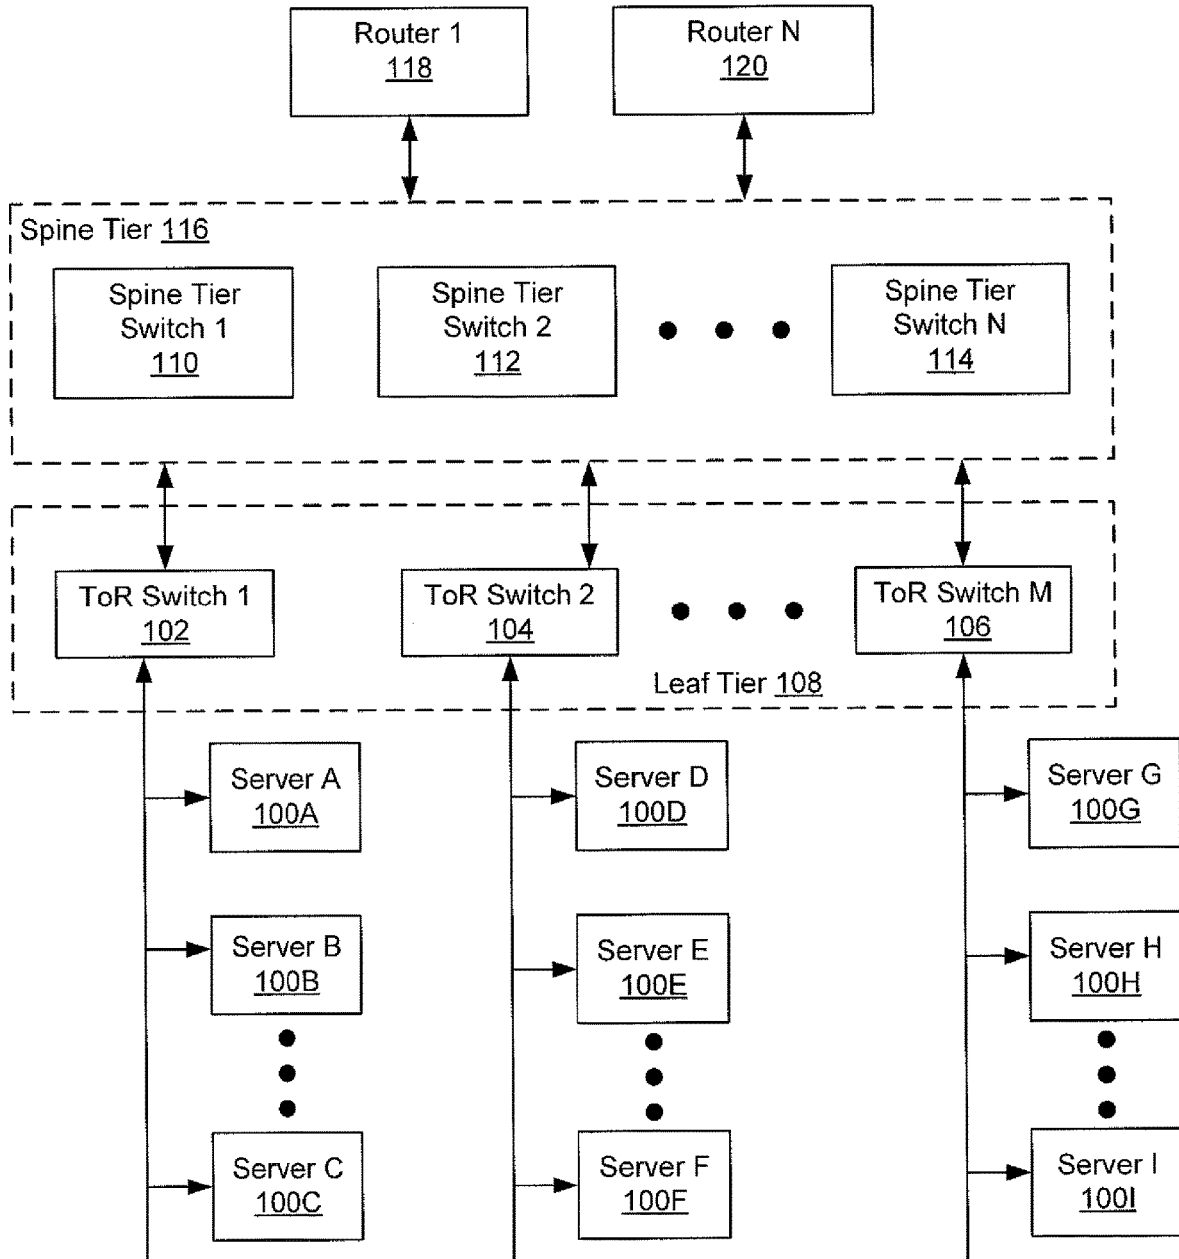 Router 1
118
Router N
120
Spine Tier 116
Spine Tier
Switch 1
110
Spine Tier
Switch 2
112
Spine Tier
Switch N
114
ToR Switch 1
102
ToR Switch 2
104
ToR Switch M
106
Leaf Tier 108
Server A
100A
Server D
100D
Server G
100G
Server B
100B
Server E
100E
Server H
100H
Server C
100C
Server F
100F
Server I
100I